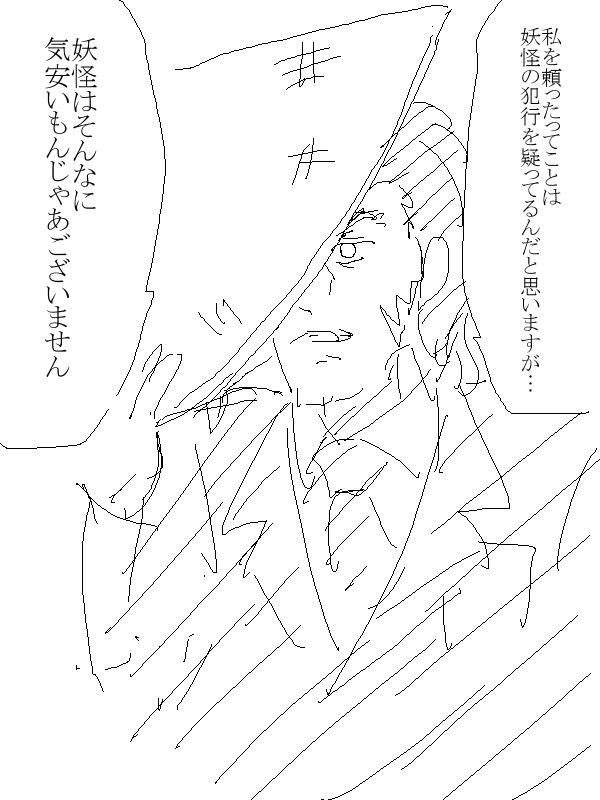 私を頼ったってことは
妖怪の犯行を疑ってるんだと思いますが…
妖怪はそんなに
気安いもんじゃあございません